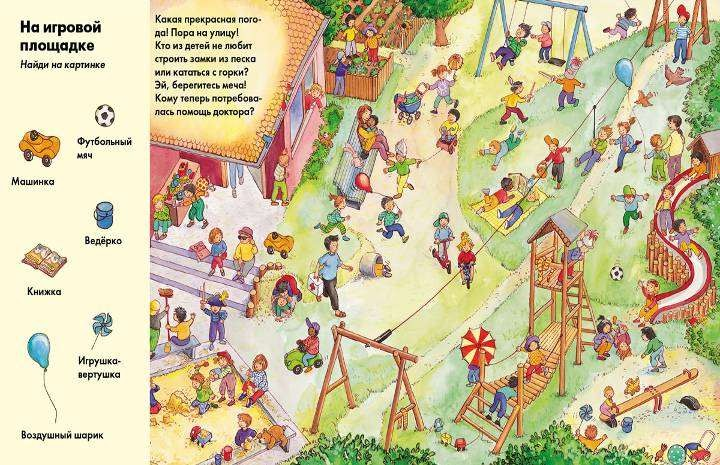 На игровой
площадке
Найди на картинке
Футбольный
мяч
Машинка
Ведёрко
Книжка
Игрушка-
вертушка
Воздушный шарик
Какая прекрасная пого-
да! Пора на улицу!
Кто из детей не любит
строить замки из песка
или кататься с горки?
Эй, берегитесь меча!
Кому теперь потребова-
лась помощь доктора?